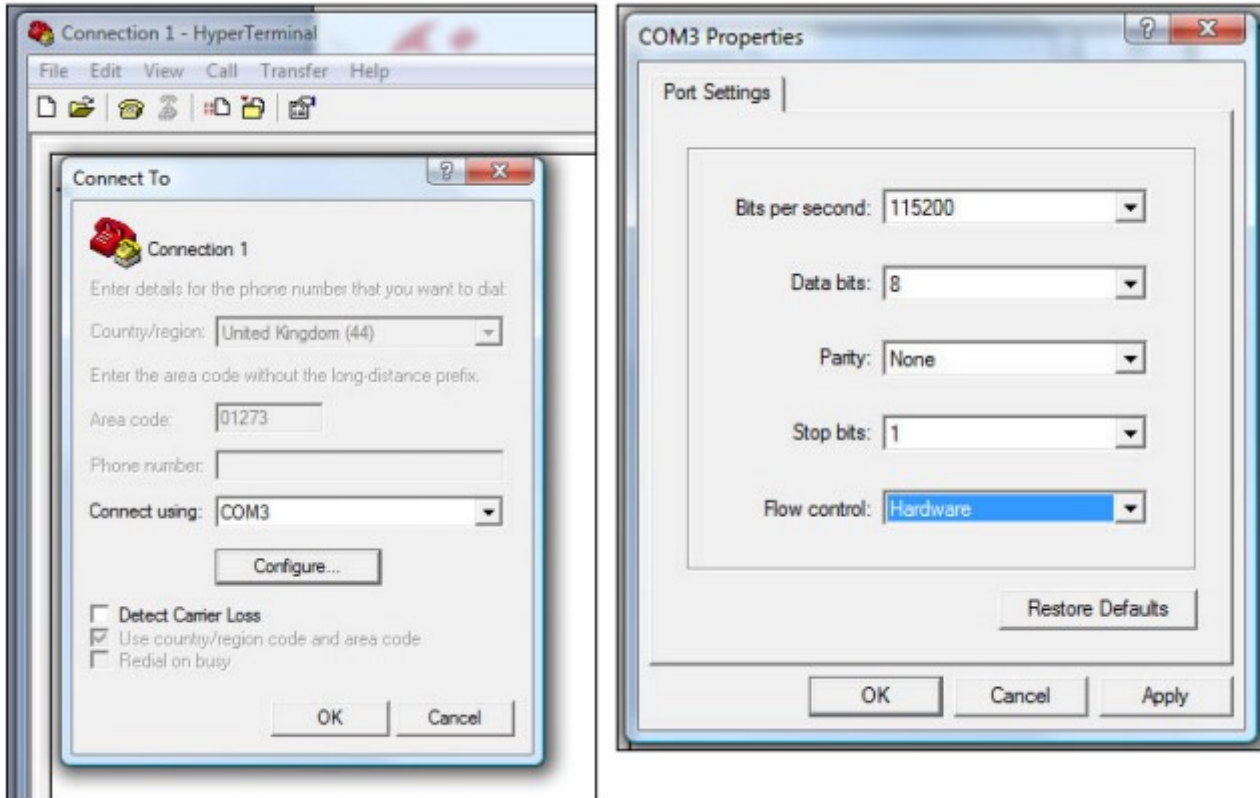 Connection 1 - HyperTerminal
File Edit View Call Transfer Help
Connect To
Connection 1
Enter details for the phone number that you want to dial:
Country/region: United Kingdom (44)
Enter the area code without the long-distance prefix.
Area code: 01273
Phone number:
Connect using: COM3
Configure...
Detect Carrier Loss
Use country/region code and area code
Redial on busy
OK Cancel
COM3 Properties
Port Settings
Bits per second: 115200
Data bits: 8
Parity: None
Stop bits: 1
Flow control: Hardware
Restore Defaults
OK Cancel Apply